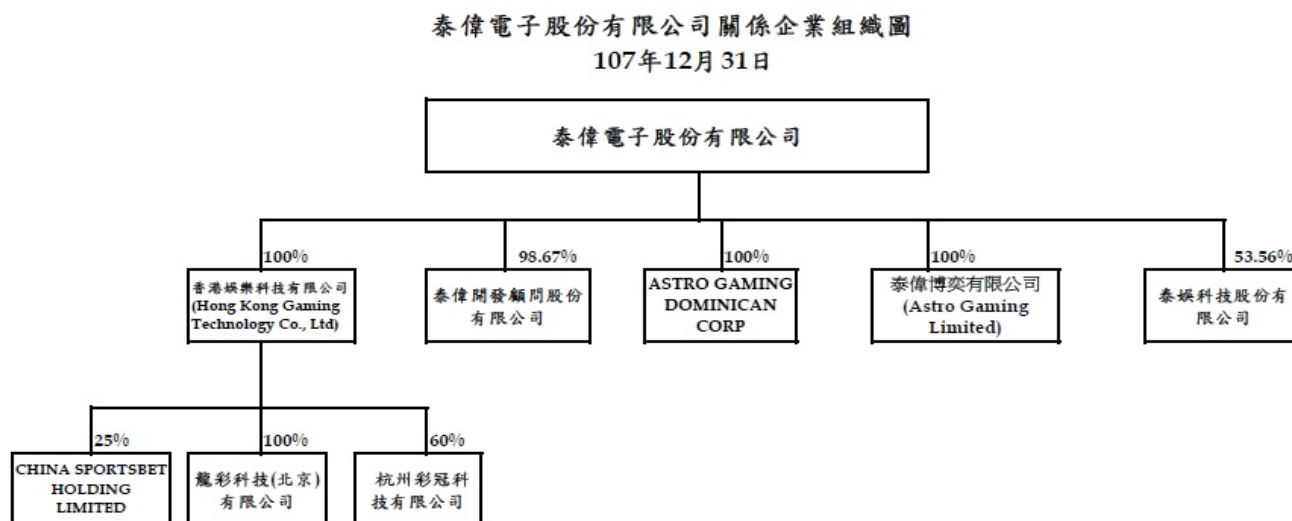 泰偉電子股份有限公司關係企業組織圖
107年12月31日
泰偉電子股份有限公司
100%
98.67%
100%
100%
53.56%
香港娛樂科技有限公司
(Hong Kong Gaming
Technology Co., Ltd)
泰偉開發顧問股份
有限公司
ASTRO GAMING
DOMINICAN
CORP
泰偉博奕有限公司
(Astro Gaming
Limited)
泰娛科技股份有
限公司
25%
100%
60%
CHINA SPORTSBET
HOLDING
LIMITED
龍彩科技(北京)
有限公司
杭州彩冠科
技有限公司